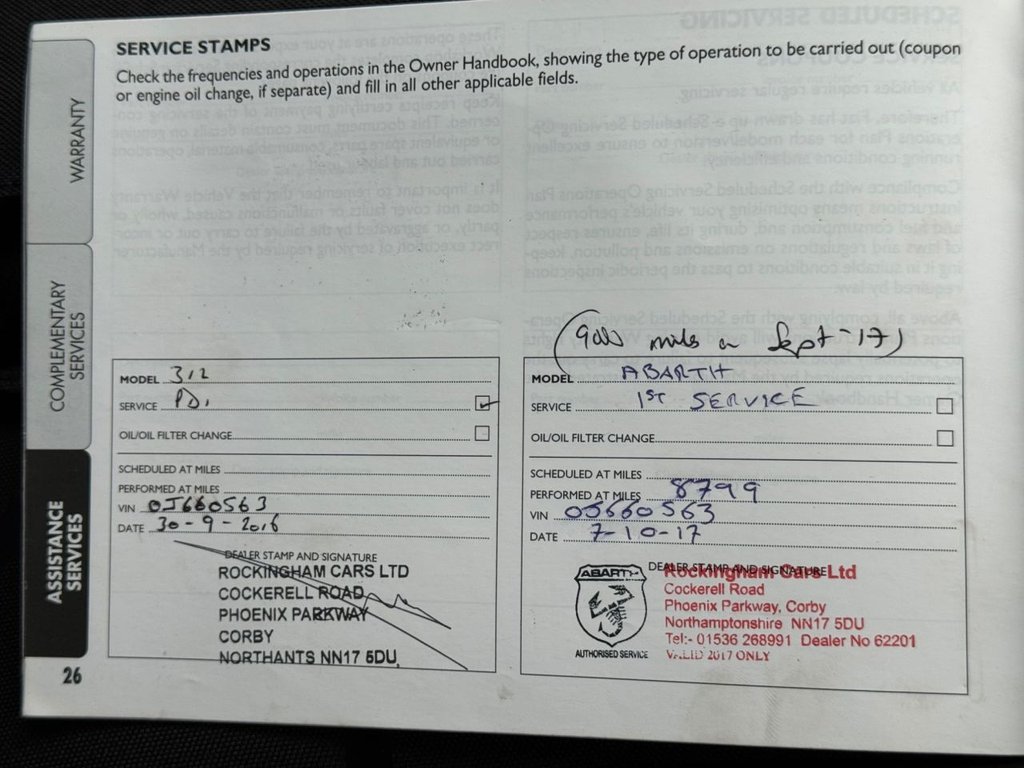 SERVICE STAMPS
Check the frequencies and operations in the Owner Handbook, showing the type of operation to be carried out (coupon
or engine oil change, if separate) and fill in all other applicable fields.
WARRANTY
COMPLEMENTARY
SERVICES
ASSISTANCE
SERVICES
26
MODEL 312
SERVICE PDI
OIL/OIL FILTER CHANGE
SCHEDULED AT MILES
PERFORMED AT MILES
VIN 0J660563
DATE 30-9-2016
DEALER STAMP AND SIGNATURE
ROCKINGHAM CARS LTD
COCKERELL ROAD
PHOENIX PARKWAY
CORBY
NORTHANTS NN17 5DU
(9000 miles on Sept-17)
MODEL ABARTH
SERVICE 1ST SERVICE
OIL/OIL FILTER CHANGE
SCHEDULED AT MILES
PERFORMED AT MILES 8799
VIN 0J660563
DATE 7-10-17
DEALER STAMP AND SIGNATURE
ABARTH
AUTHORISED SERVICE
Rockingham Cars Ltd
Cockerell Road
Phoenix Parkway, Corby
Northamptonshire NN17 5DU
Tel:- 01536 268991 Dealer No 62201
VALID 2017 ONLY